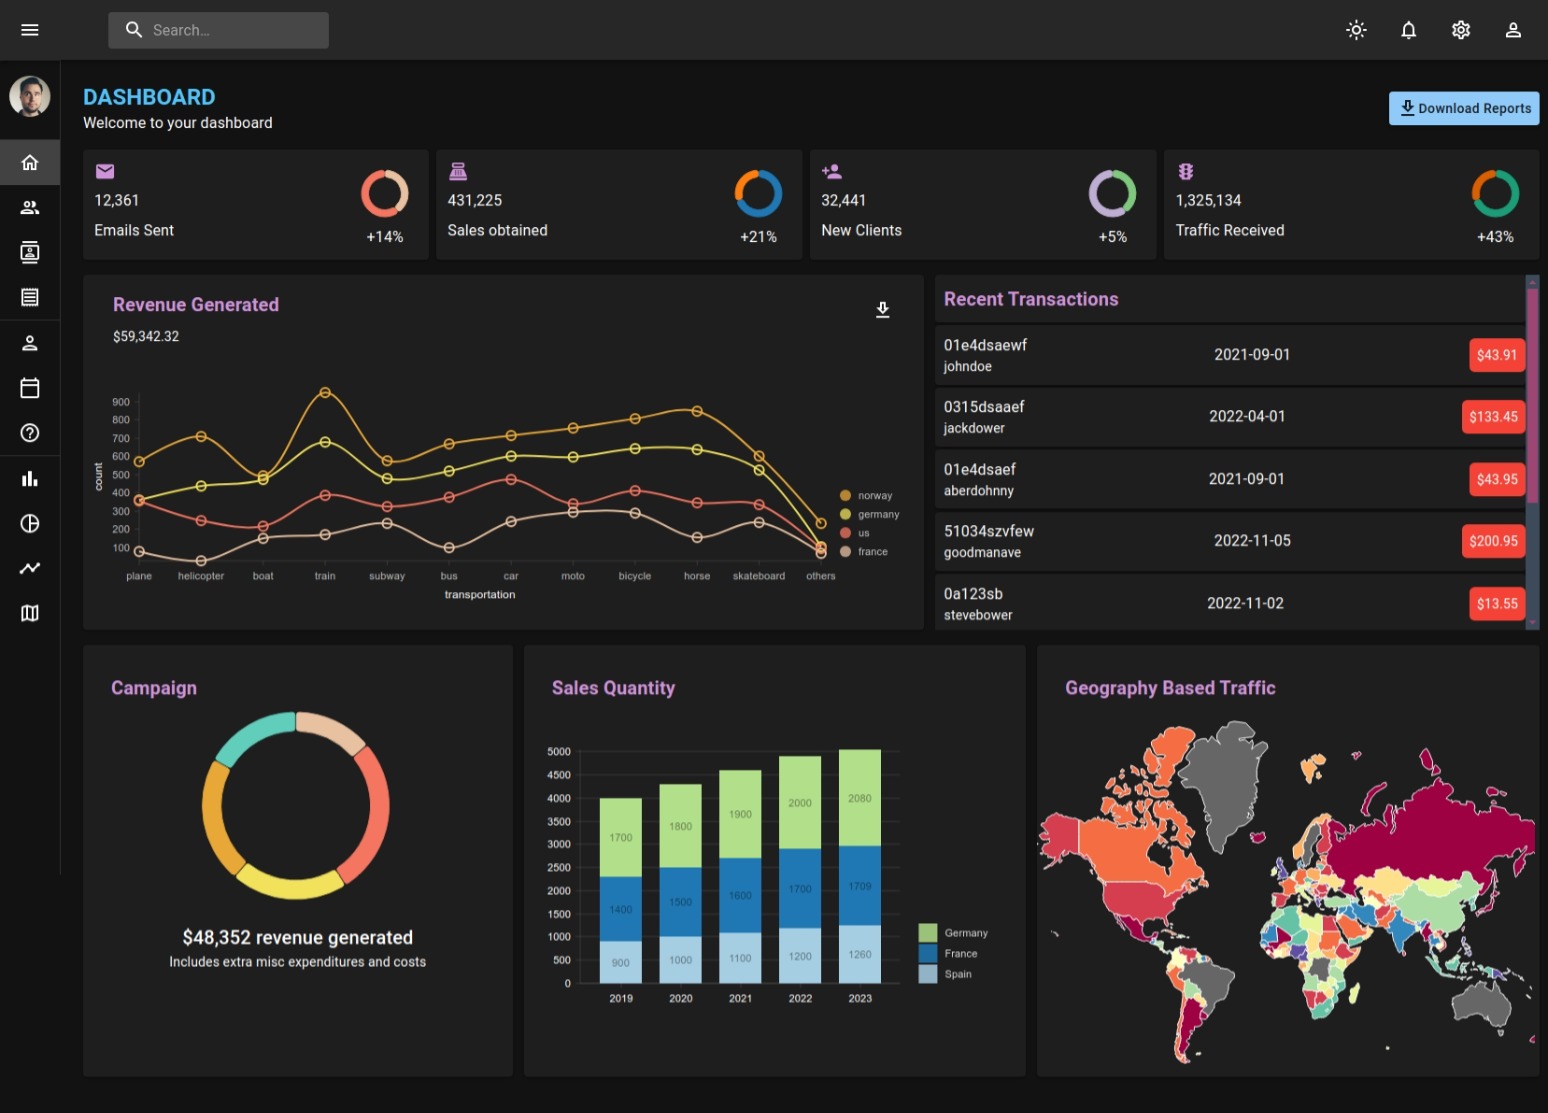 Search...
DASHBOARD
Welcome to your dashboard
Download Reports
12,361
Emails Sent
+14%
431,225
Sales obtained
+21%
32,441
New Clients
+5%
1,325,134
Traffic Received
+43%
Revenue Generated
$59,342.32
900
800
700
600
500
400
300
200
100
count
plane helicopter boat train subway bus car moto bicycle horse skateboard others
transportation
norway
germany
us
france
Recent Transactions
01e4dsaewf
johndoe
2021-09-01
$43.91
0315dsaaef
jackdower
2022-04-01
$133.45
01e4dsaef
aberdohnny
2021-09-01
$43.95
51034szvfew
goodmanave
2022-11-05
$200.95
0a123sb
stevebower
2022-11-02
$13.55
Campaign
$48,352 revenue generated
Includes extra misc expenditures and costs
Sales Quantity
5000
4500
4000
3500
3000
2500
2000
1500
1000
500
0
1700 1800 1900 2000 2080
1400 1500 1600 1700 1709
900 1000 1100 1200 1260
2019 2020 2021 2022 2023
Germany
France
Spain
Geography Based Traffic